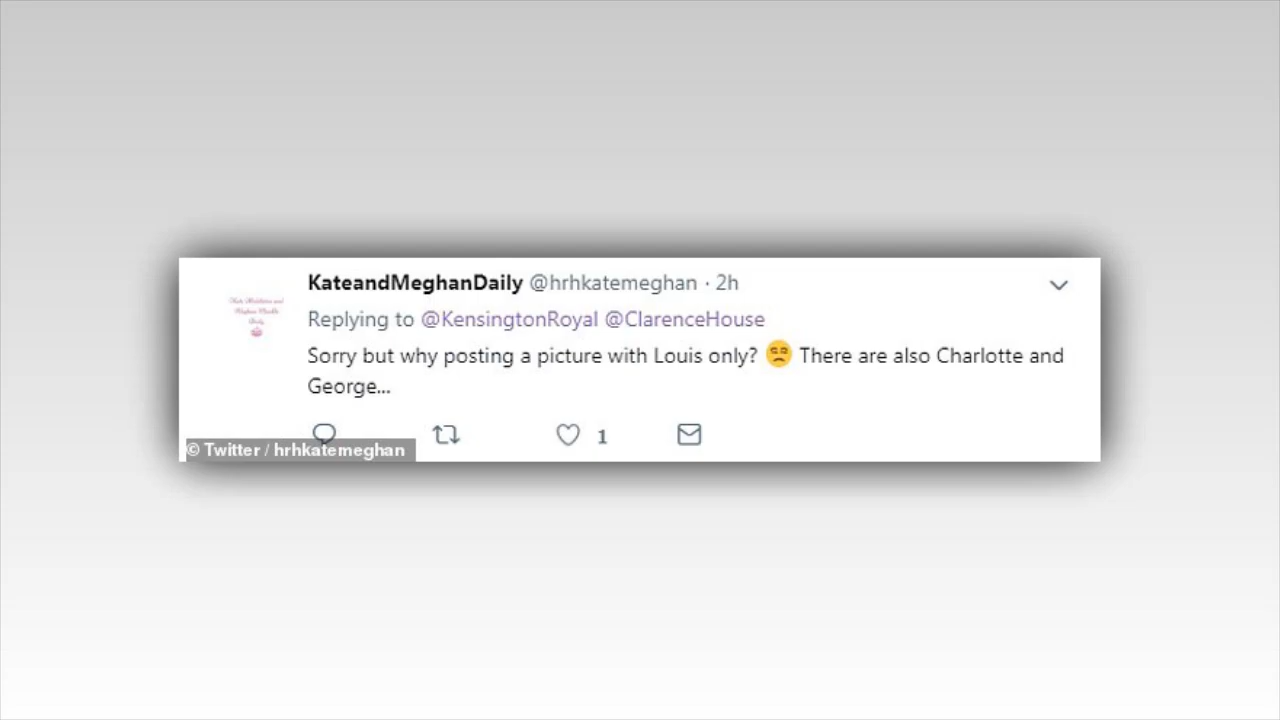 KateandMeghanDaily @hrhkatemeghan · 2h
Replying to @KensingtonRoyal @ClarenceHouse
Sorry but why posting a picture with Louis only? 😒 There are also Charlotte and
George...
1
© Twitter / hrhkatemeghan